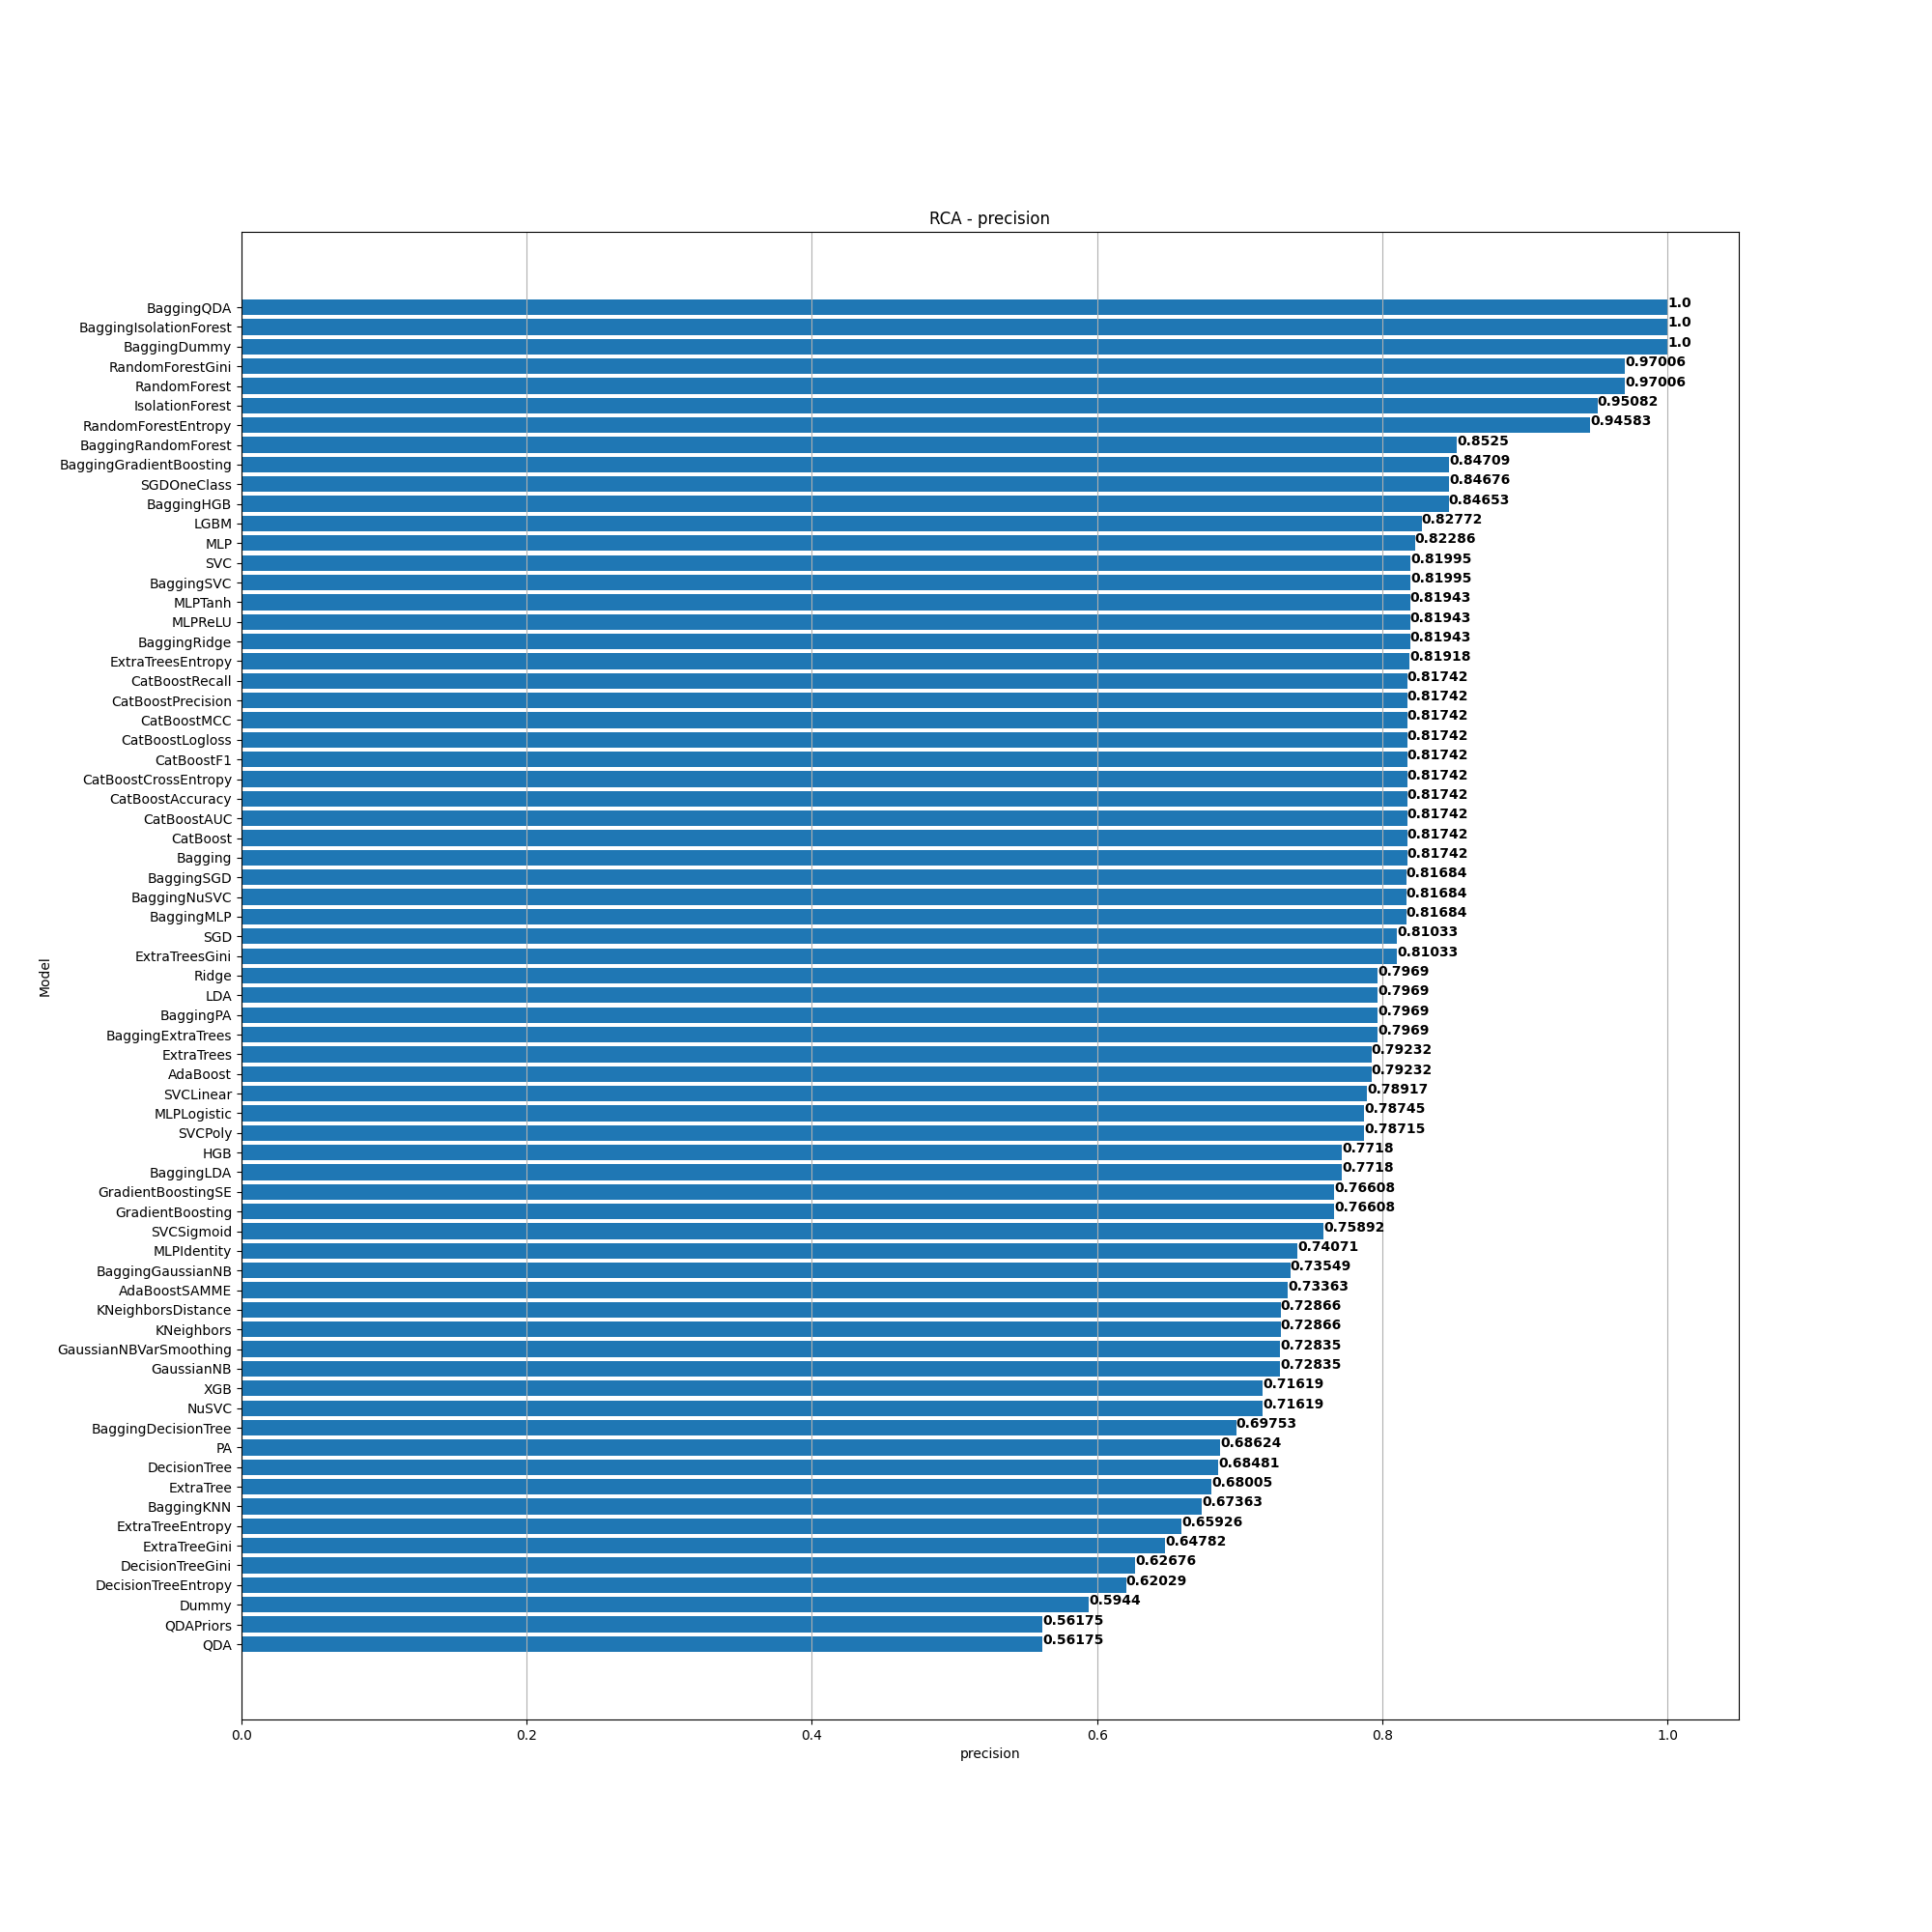 RCA - precision
BaggingQDA 1.0
BaggingIsolationForest 1.0
BaggingDummy 1.0
RandomForestGini 0.97006
RandomForest 0.97006
IsolationForest 0.95082
RandomForestEntropy 0.94583
BaggingRandomForest 0.8525
BaggingGradientBoosting 0.84709
SGDOneClass 0.84676
BaggingHGB 0.84653
LGBM 0.82772
MLP 0.82286
SVC 0.81995
BaggingSVC 0.81995
MLPTanh 0.81943
MLPReLU 0.81943
BaggingRidge 0.81943
ExtraTreesEntropy 0.81918
CatBoostRecall 0.81742
CatBoostPrecision 0.81742
CatBoostMCC 0.81742
CatBoostLogloss 0.81742
CatBoostF1 0.81742
CatBoostCrossEntropy 0.81742
CatBoostAccuracy 0.81742
CatBoostAUC 0.81742
CatBoost 0.81742
Bagging 0.81742
BaggingSGD 0.81684
BaggingNuSVC 0.81684
BaggingMLP 0.81684
SGD 0.81033
ExtraTreesGini 0.81033
Ridge 0.7969
LDA 0.7969
BaggingPA 0.7969
BaggingExtraTrees 0.7969
ExtraTrees 0.79232
AdaBoost 0.79232
SVCLinear 0.78917
MLPLogistic 0.78745
SVCPoly 0.78715
HGB 0.7718
BaggingLDA 0.7718
GradientBoostingSE 0.76608
GradientBoosting 0.76608
SVCSigmoid 0.75892
MLPIdentity 0.74071
BaggingGaussianNB 0.73549
AdaBoostSAMME 0.73363
KNeighborsDistance 0.72866
KNeighbors 0.72866
GaussianNBVarSmoothing 0.72835
GaussianNB 0.72835
XGB 0.71619
NuSVC 0.71619
BaggingDecisionTree 0.69753
PA 0.68624
DecisionTree 0.68481
ExtraTree 0.68005
BaggingKNN 0.67363
ExtraTreeEntropy 0.65926
ExtraTreeGini 0.64782
DecisionTreeGini 0.62676
DecisionTreeEntropy 0.62029
Dummy 0.5944
QDAPriors 0.56175
QDA 0.56175
Model
0.0 0.2 0.4 0.6 0.8 1.0
precision